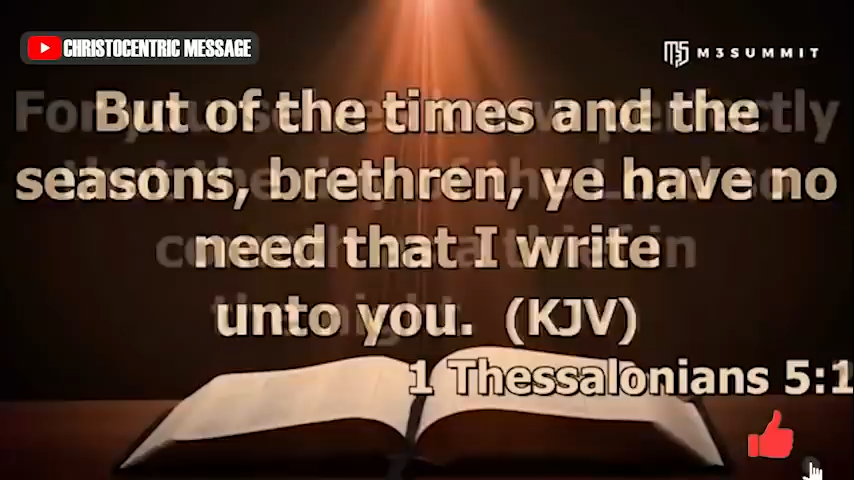 CHRISTOCENTRIC MESSAGE
M3SUMMIT
But of the times and the
seasons, brethren, ye have no
need that I write
unto you. (KJV)
1 Thessalonians 5:1